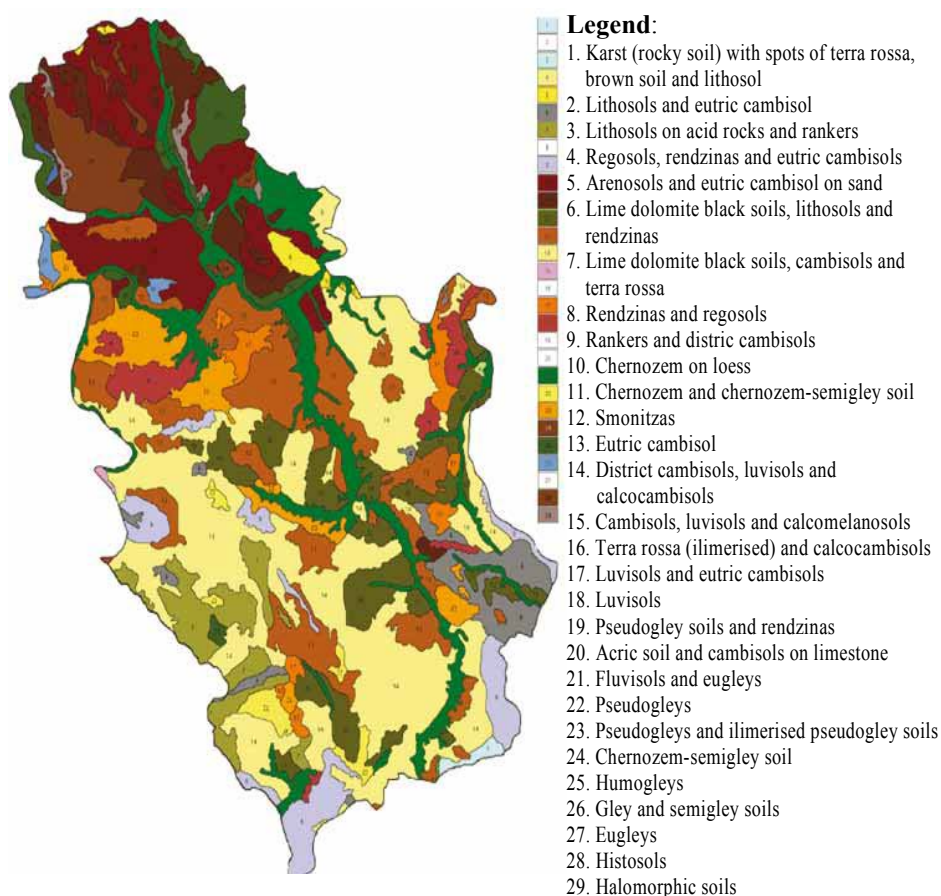 Legend:
1. Karst (rocky soil) with spots of terra rossa,
brown soil and lithosol
2. Lithosols and eutric cambisol
3. Lithosols on acid rocks and rankers
4. Regosols, rendzinas and eutric cambisols
5. Arenosols and eutric cambisol on sand
6. Lime dolomite black soils, lithosols and
rendzinas
7. Lime dolomite black soils, cambisols and
terra rossa
8. Rendzinas and regosols
9. Rankers and distric cambisols
10. Chernozem on loess
11. Chernozem and chernozem-semigley soil
12. Smonitzas
13. Eutric cambisol
14. District cambisols, luvisols and
calcocambisols
15. Cambisols, luvisols and calcomelanosols
16. Terra rossa (ilimerised) and calcocambisols
17. Luvisols and eutric cambisols
18. Luvisols
19. Pseudogley soils and rendzinas
20. Acric soil and cambisols on limestone
21. Fluvisols and eugleys
22. Pseudogleys
23. Pseudogleys and ilimerised pseudogley soils
24. Chernozem-semigley soil
25. Humogleys
26. Gley and semigley soils
27. Eugleys
28. Histosols
29. Halomorphic soils